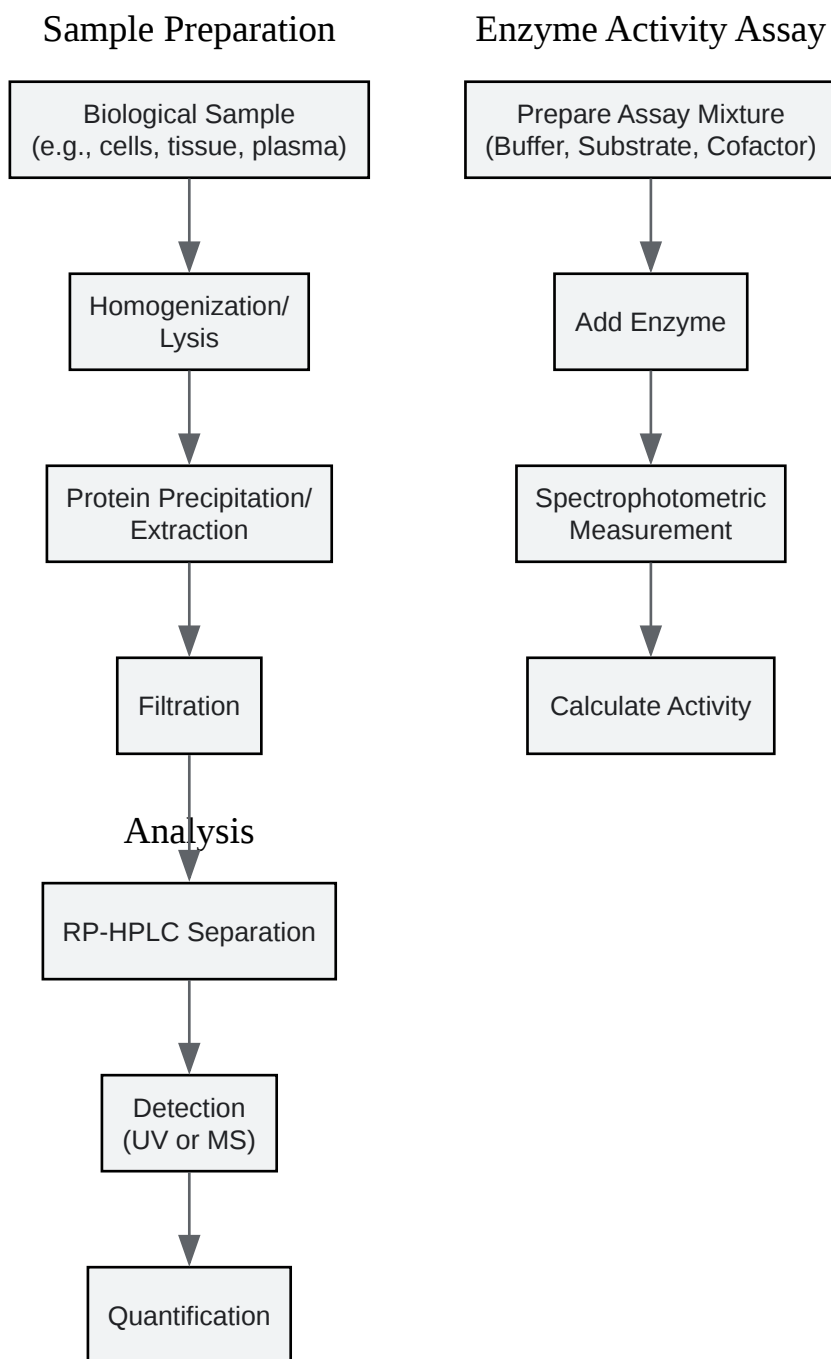 Sample Preparation
Biological Sample
(e.g., cells, tissue, plasma)
Homogenization/
Lysis
Protein Precipitation/
Extraction
Filtration
Analysis
RP-HPLC Separation
Detection
(UV or MS)
Quantification
Enzyme Activity Assay
Prepare Assay Mixture
(Buffer, Substrate, Cofactor)
Add Enzyme
Spectrophotometric
Measurement
Calculate Activity